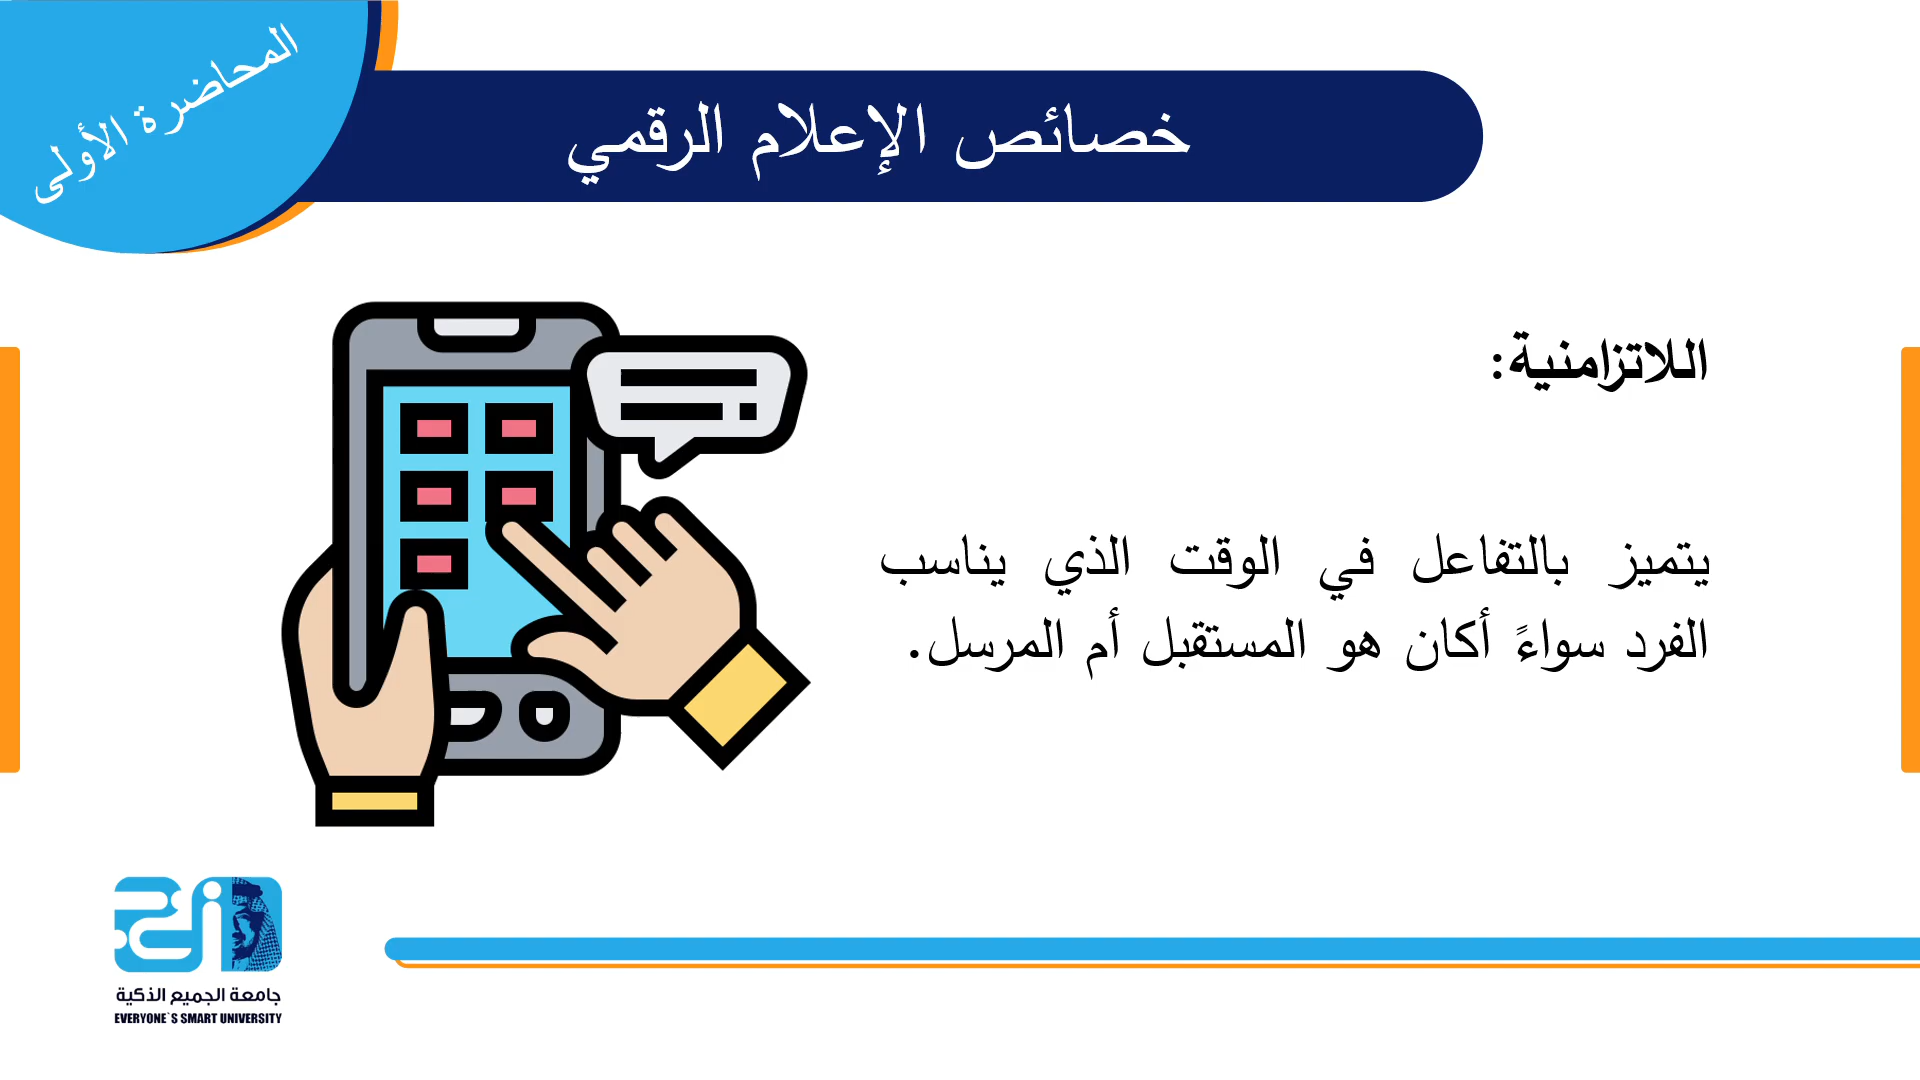 المحاضرة الأولى
خصائص الإعلام الرقمي
اللاتزامنية:
يتميز بالتفاعل في الوقت الذي يناسب
الفرد سواءً أكان هو المستقبل أم المرسل.
جامعة الجميع الذكية
EVERYONE`S SMART UNIVERSITY